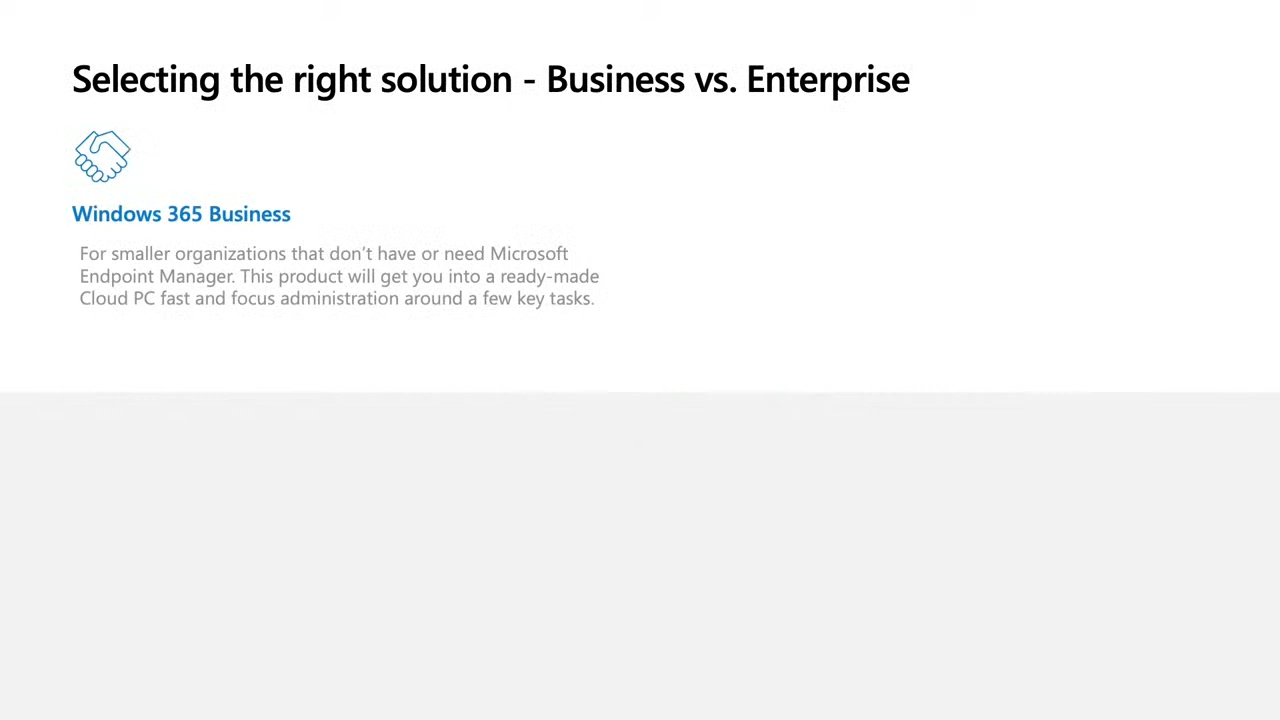 Selecting the right solution - Business vs. Enterprise
Windows 365 Business
For smaller organizations that don't have or need Microsoft
Endpoint Manager. This product will get you into a ready-made
Cloud PC fast and focus administration around a few key tasks.